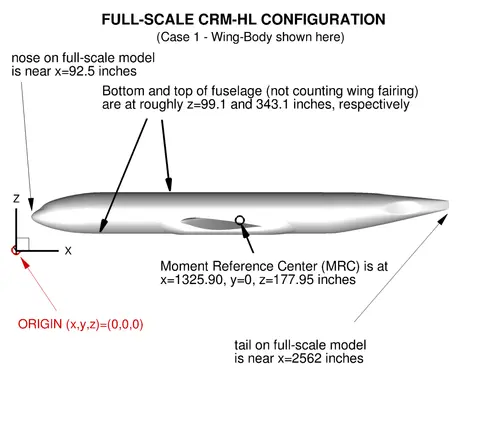 FULL-SCALE CRM-HL CONFIGURATION
(Case 1 - Wing-Body shown here)
nose on full-scale model
is near x=92.5 inches
Bottom and top of fuselage (not counting wing fairing)
are at roughly z=99.1 and 343.1 inches, respectively
Z
X
Moment Reference Center (MRC) is at
x=1325.90, y=0, z=177.95 inches
ORIGIN (x,y,z)=(0,0,0)
tail on full-scale model
is near x=2562 inches